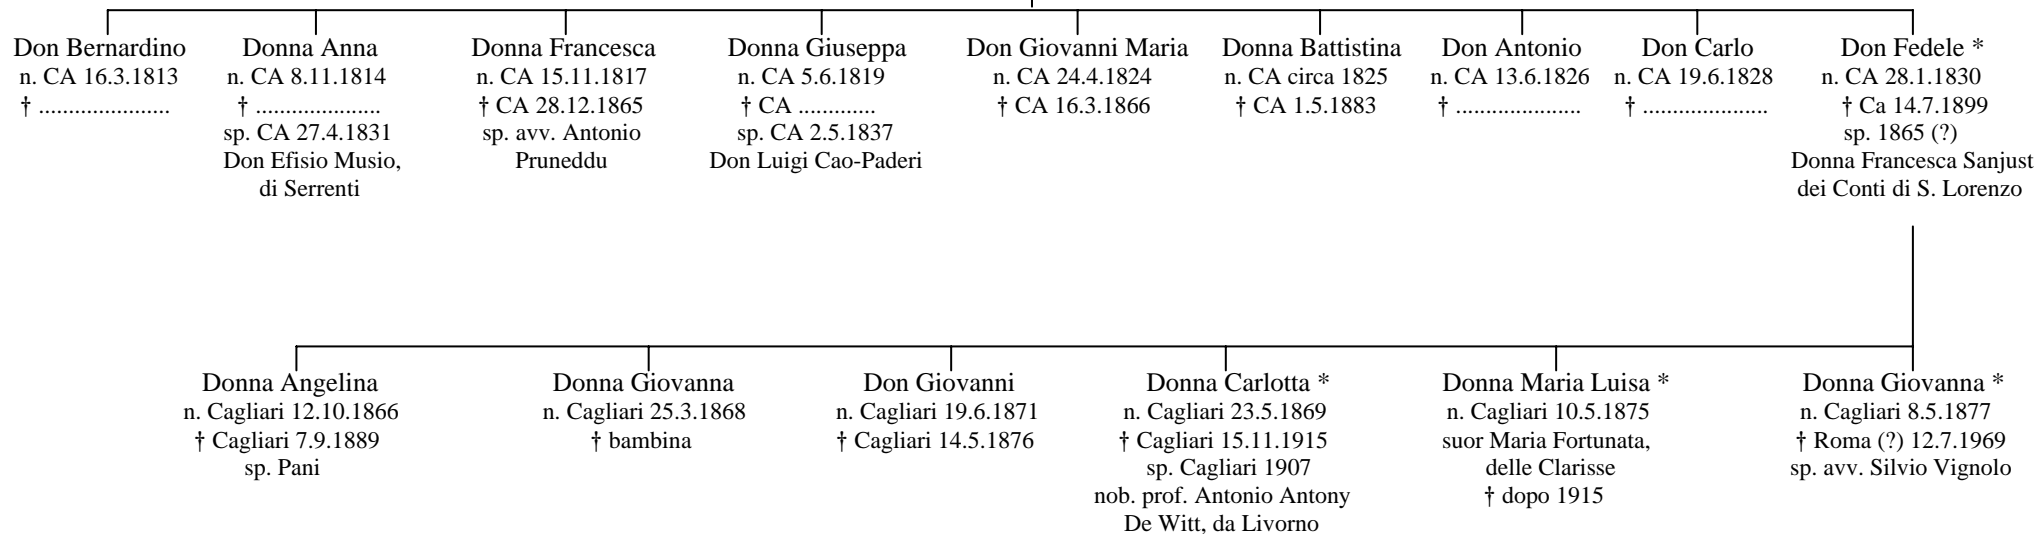 Don Bernardino
n. CA 16.3.1813
† ......................
Donna Anna
n. CA 8.11.1814
† .....................
sp. CA 27.4.1831
Don Efisio Musio,
di Serrenti
Donna Francesca
n. CA 15.11.1817
† CA 28.12.1865
sp. avv. Antonio
Pruneddu
Donna Giuseppa
n. CA 5.6.1819
† CA .............
sp. CA 2.5.1837
Don Luigi Cao-Paderi
Don Giovanni Maria
n. CA 24.4.1824
† CA 16.3.1866
Donna Battistina
n. CA circa 1825
† CA 1.5.1883
Don Antonio
n. CA 13.6.1826
† .....................
Don Carlo
n. CA 19.6.1828
† .....................
Don Fedele *
n. CA 28.1.1830
† Ca 14.7.1899
sp. 1865 (?)
Donna Francesca Sanjust
dei Conti di S. Lorenzo
Donna Angelina
n. Cagliari 12.10.1866
† Cagliari 7.9.1889
sp. Pani
Donna Giovanna
n. Cagliari 25.3.1868
† bambina
Don Giovanni
n. Cagliari 19.6.1871
† Cagliari 14.5.1876
Donna Carlotta *
n. Cagliari 23.5.1869
† Cagliari 15.11.1915
sp. Cagliari 1907
nob. prof. Antonio Antony
De Witt, da Livorno
Donna Maria Luisa *
n. Cagliari 10.5.1875
suor Maria Fortunata,
delle Clarisse
† dopo 1915
Donna Giovanna *
n. Cagliari 8.5.1877
† Roma (?) 12.7.1969
sp. avv. Silvio Vignolo